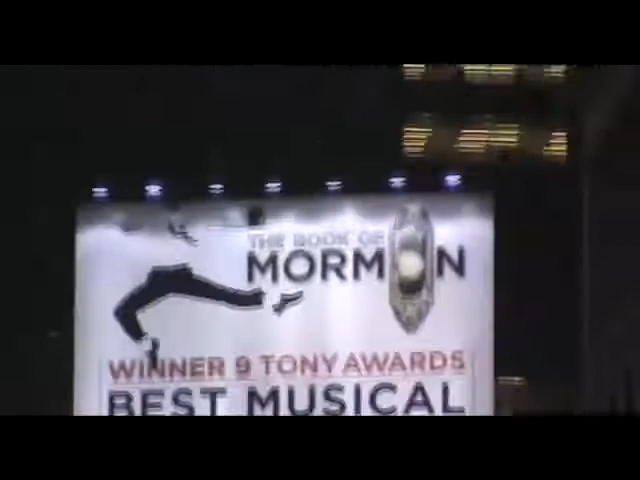 THE BOOK OF
MORMON
WINNER 9 TONY AWARDS
BEST MUSICAL